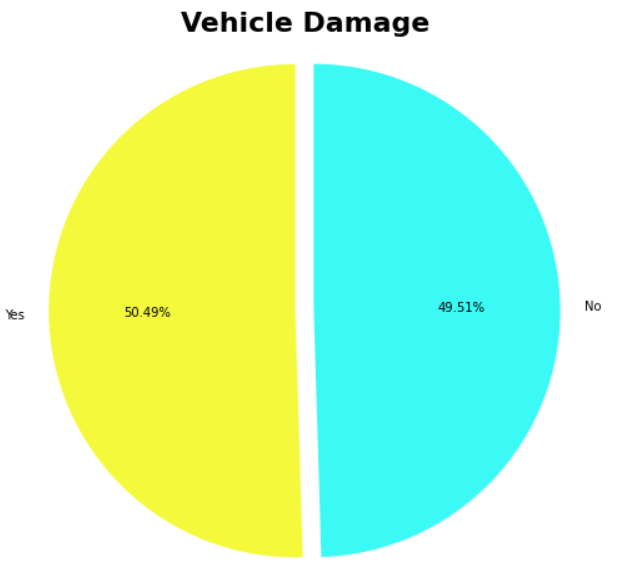 Vehicle Damage
Yes
50.49%
49.51%
No